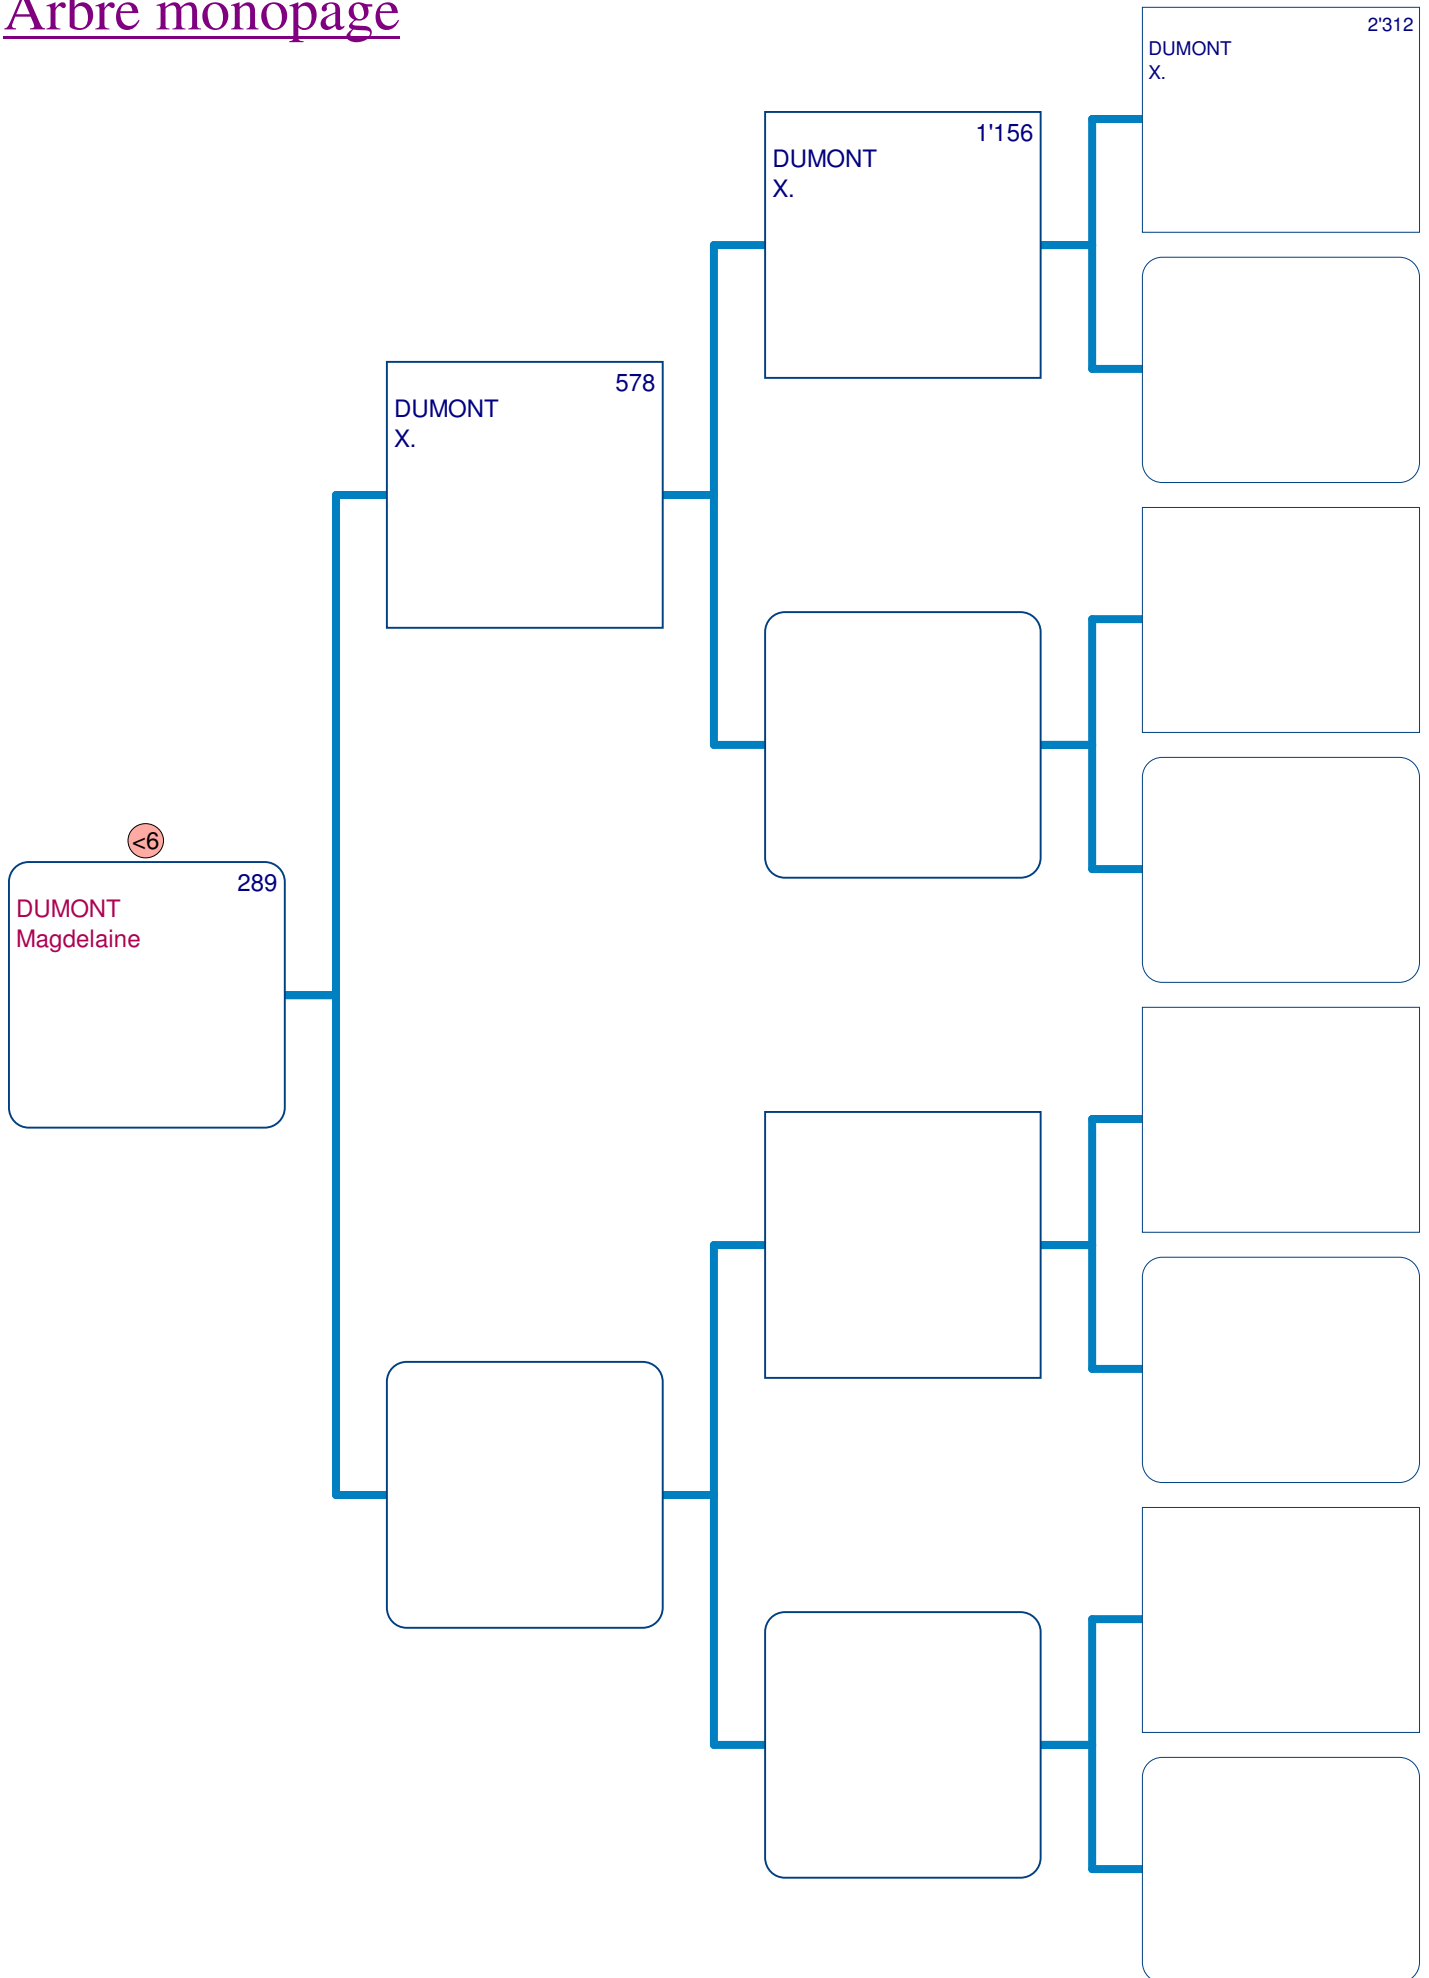 Arbre monopage
2'312
DUMONT
X.
1'156
DUMONT
X.
578
DUMONT
X.
<6
289
DUMONT
Magdelaine